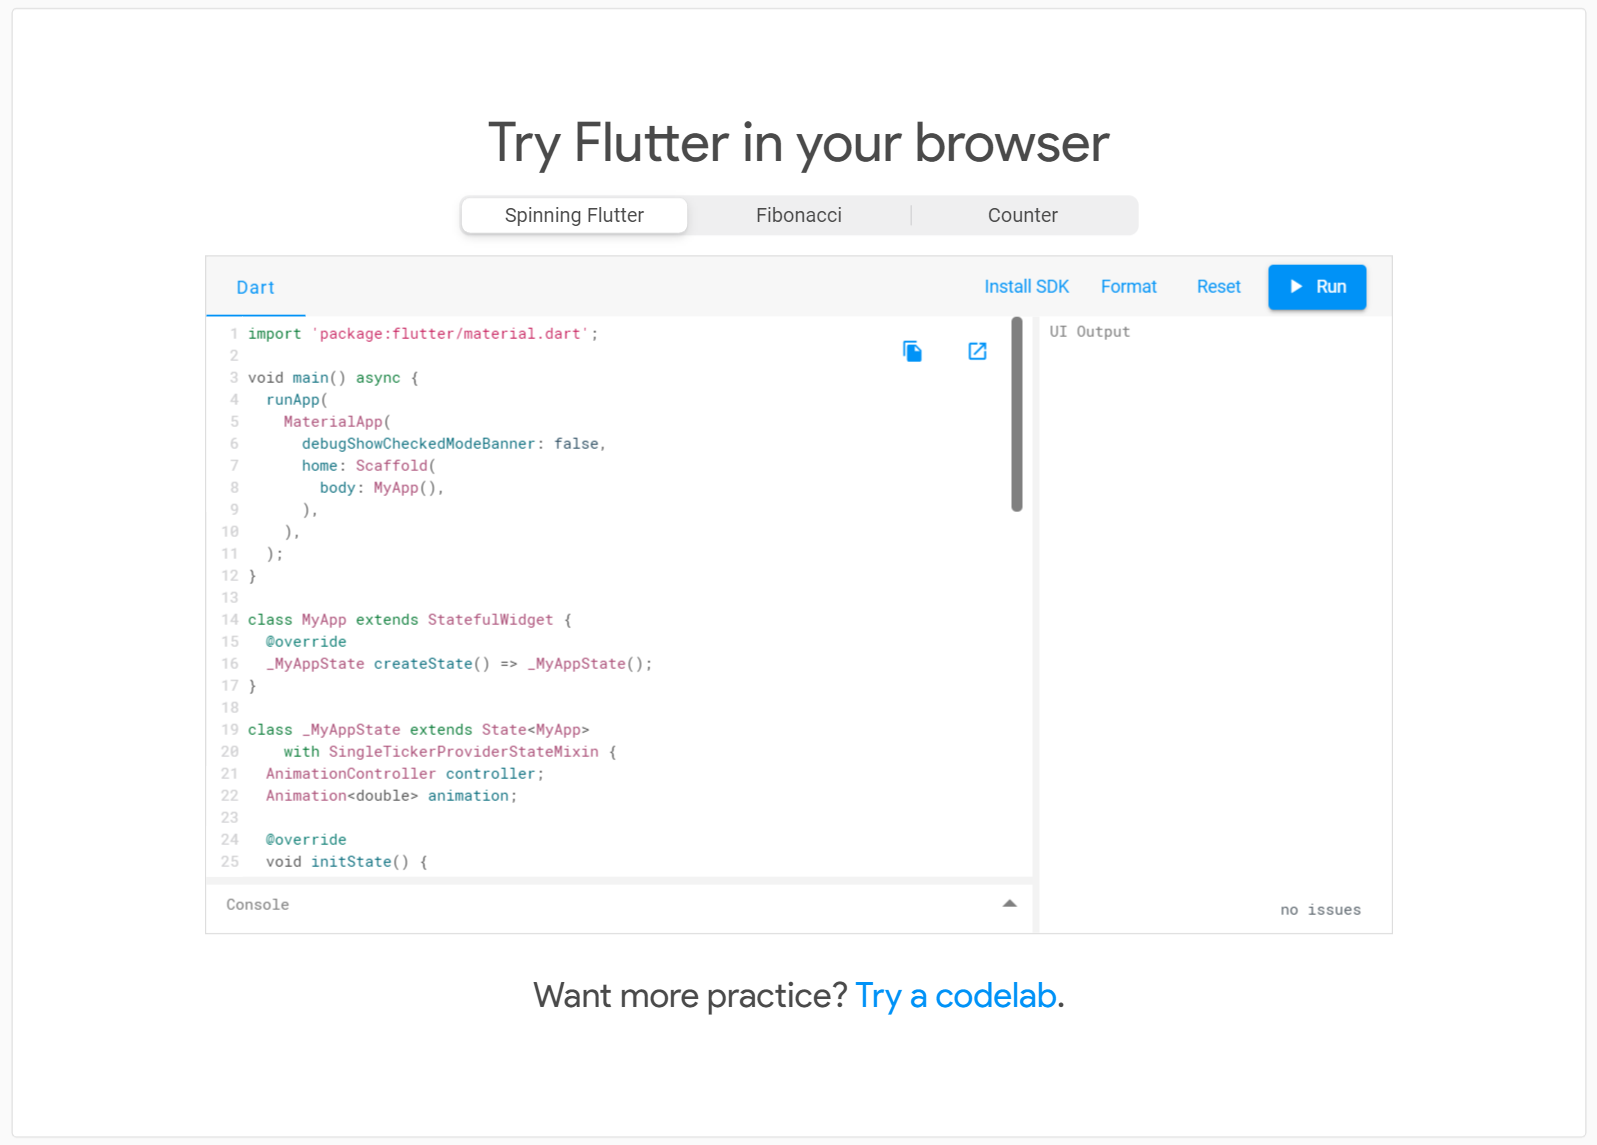 Try Flutter in your browser
Spinning Flutter Fibonacci Counter
Dart Install SDK Format Reset Run
1 import 'package:flutter/material.dart';
2
3 void main() async {
4   runApp(
5     MaterialApp(
6       debugShowCheckedModeBanner: false,
7       home: Scaffold(
8         body: MyApp(),
9       ),
10     ),
11   );
12 }
13
14 class MyApp extends StatefulWidget {
15   @override
16   _MyAppState createState() => _MyAppState();
17 }
18
19 class _MyAppState extends State<MyApp>
20     with SingleTickerProviderStateMixin {
21   AnimationController controller;
22   Animation<double> animation;
23
24   @override
25   void initState() {
Console
UI Output
no issues
Want more practice? Try a codelab.